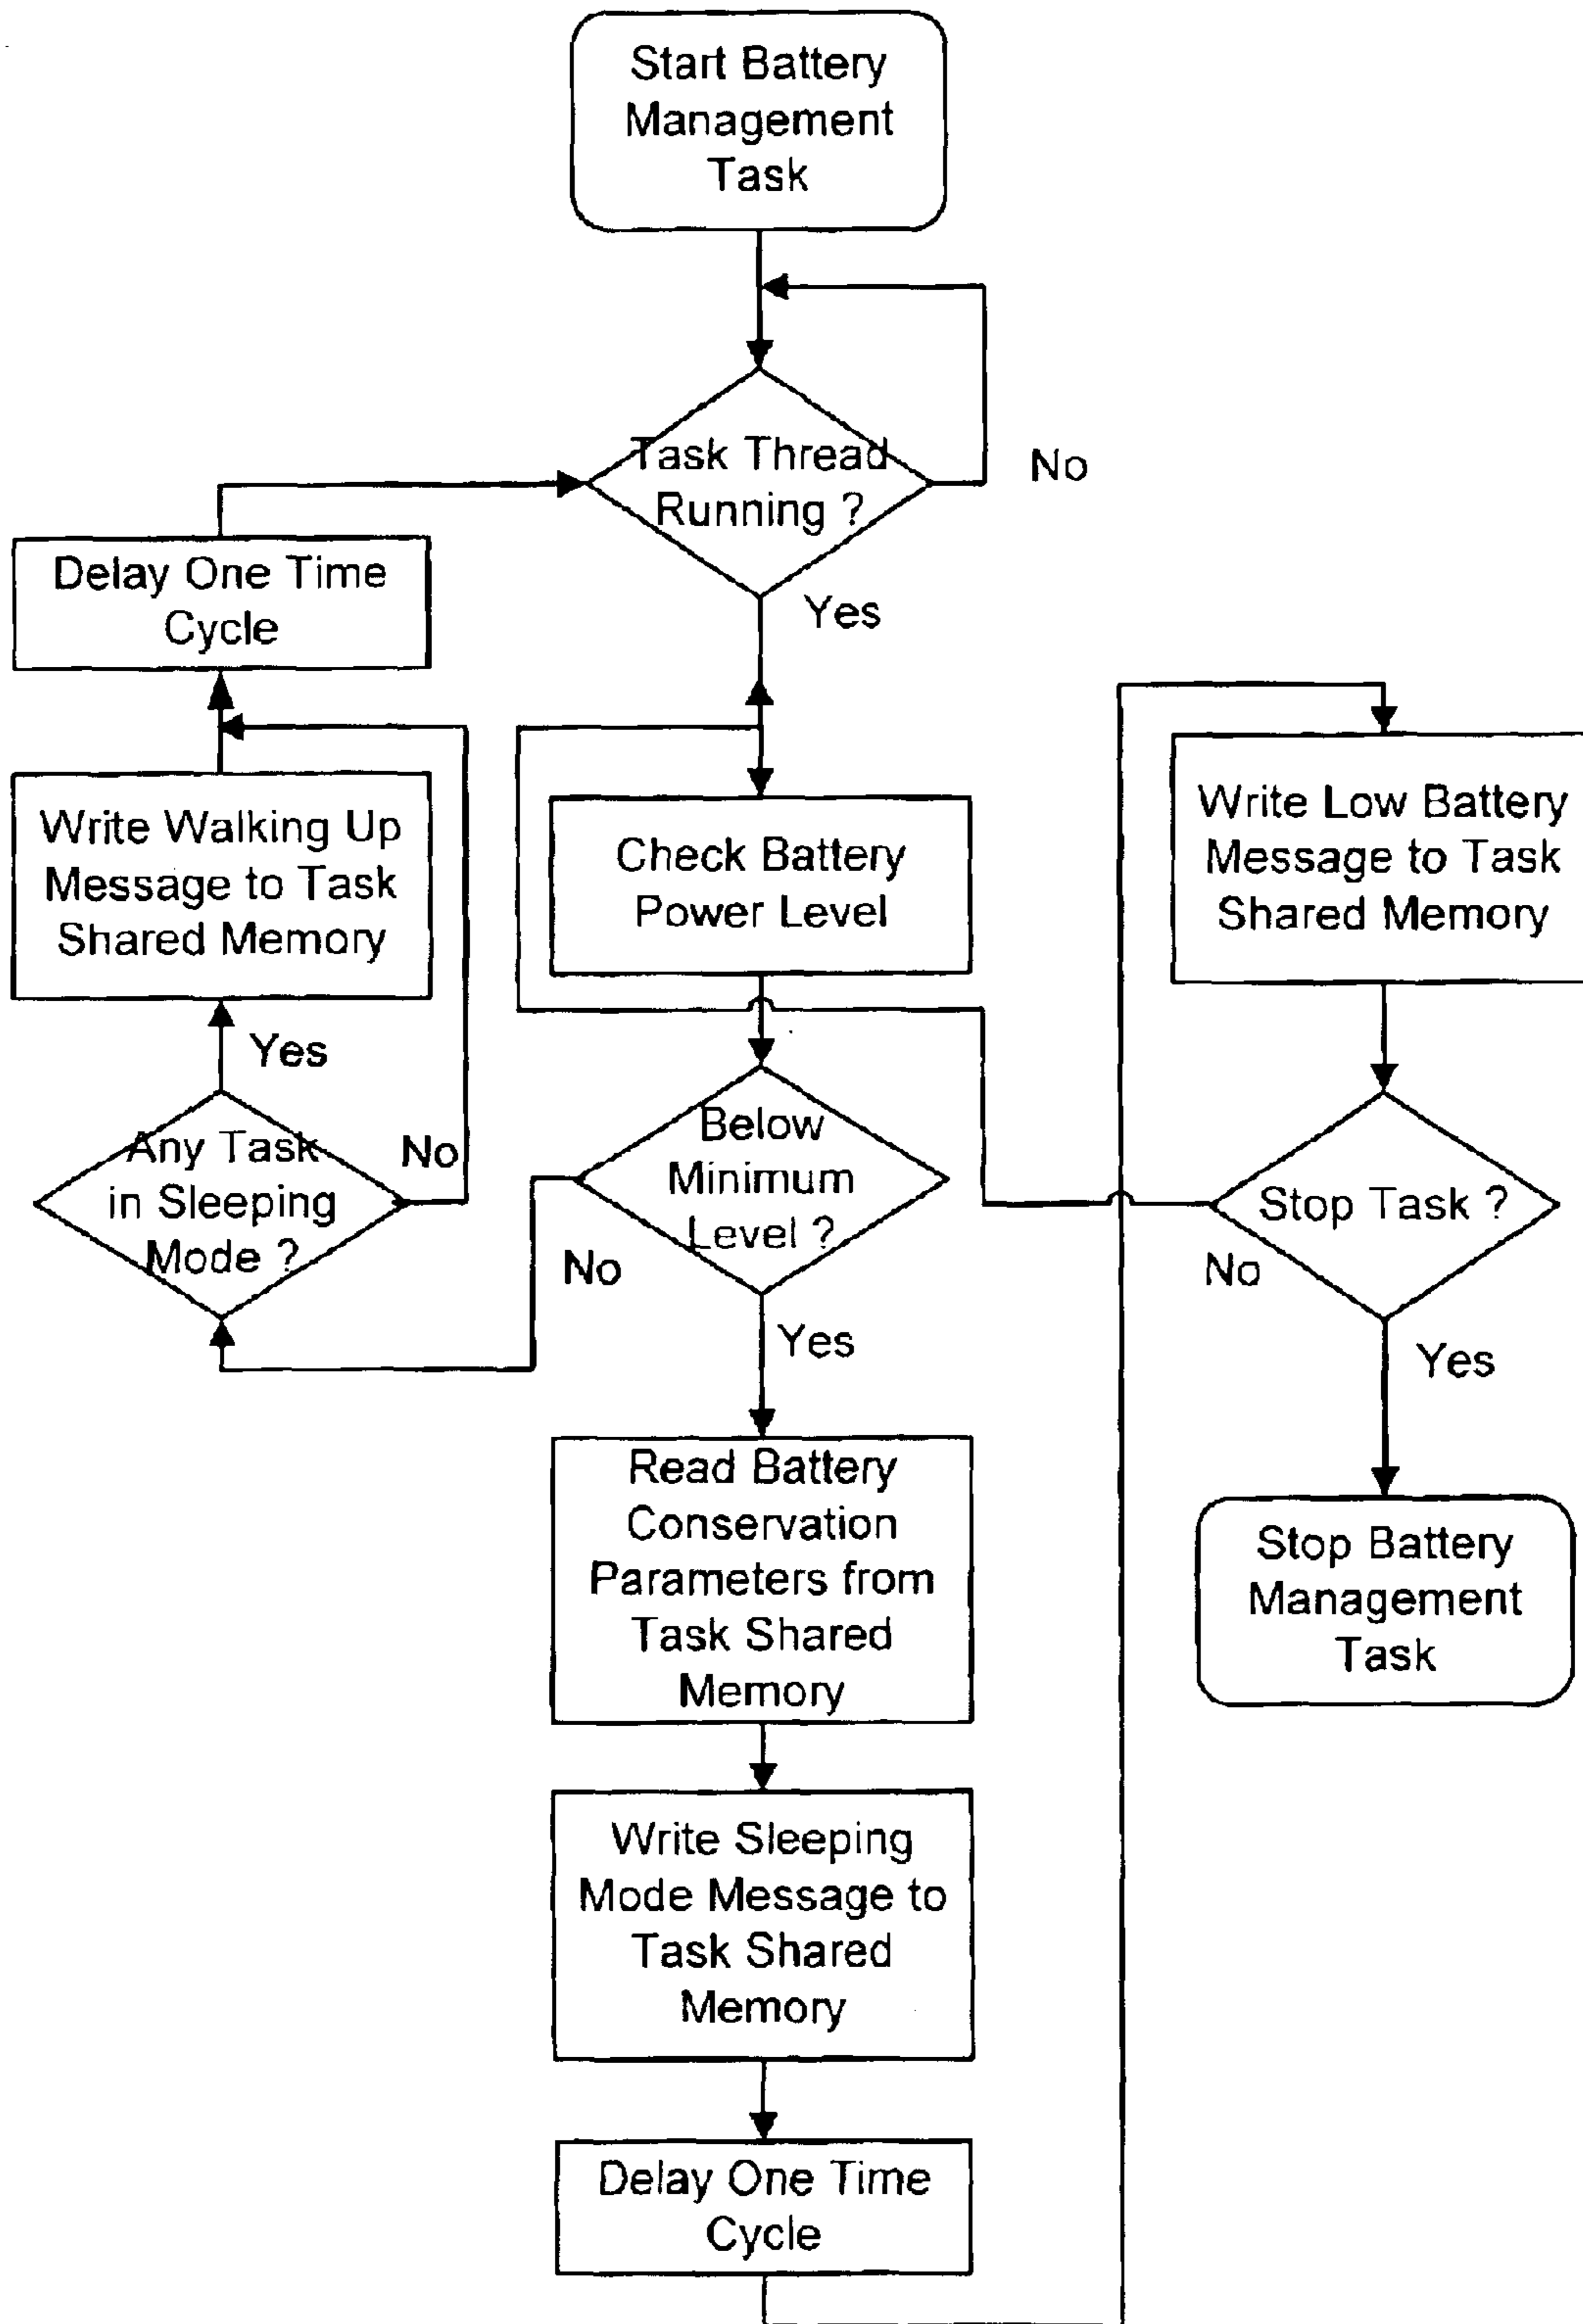 Start Battery
Management
Task
Task Thread
Running ?
No
Yes
Delay One Time
Cycle
Write Walking Up
Message to Task
Shared Memory
Yes
Any Task
in Sleeping
Mode ?
No
Check Battery
Power Level
Below
Minimum
Level ?
No
Yes
Write Low Battery
Message to Task
Shared Memory
Stop Task ?
No
Yes
Stop Battery
Management
Task
Read Battery
Conservation
Parameters from
Task Shared
Memory
Write Sleeping
Mode Message to
Task Shared
Memory
Delay One Time
Cycle